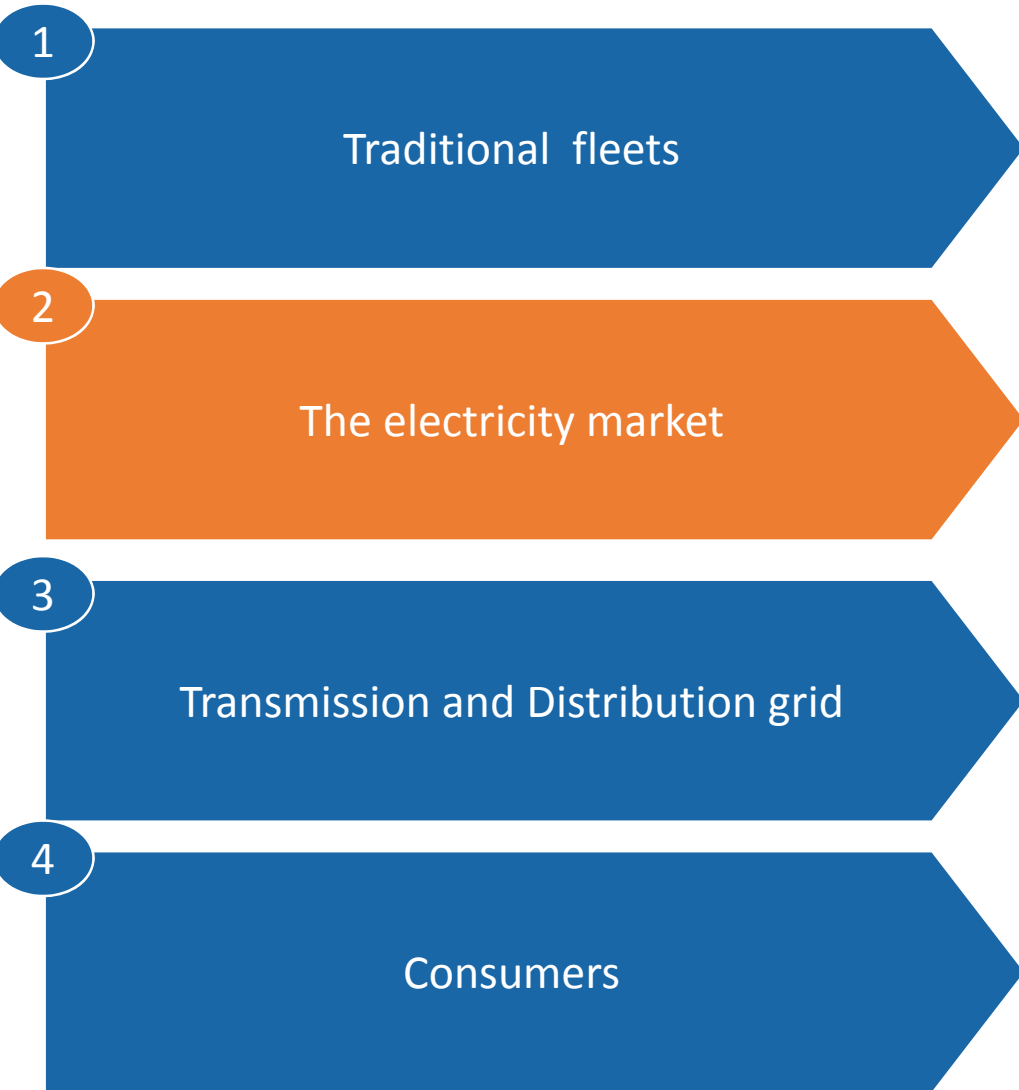 1
Traditional  fleets
2
The electricity market
3
Transmission and Distribution grid
4
Consumers